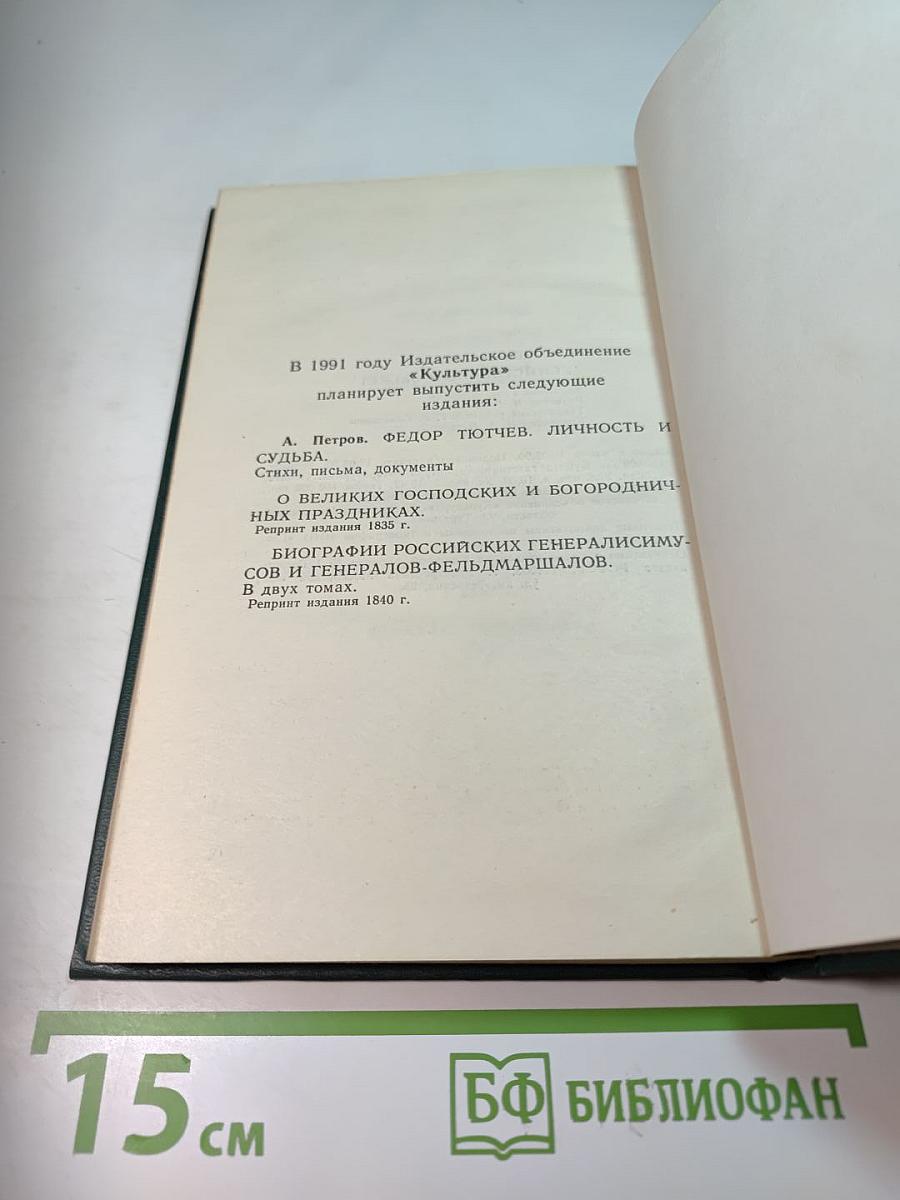 В 1991 году Издательское объединение
«Культура»
планирует выпустить следующие
издания:
А. Петров. ФЕДОР ТЮТЧЕВ. ЛИЧНОСТЬ И
СУДЬБА.
Стихи, письма, документы
О ВЕЛИКИХ ГОСПОДСКИХ И БОГОРОДНИЧ-
НЫХ ПРАЗДНИКАХ.
Репринт издания 1835 г.
БИОГРАФИИ РОССИЙСКИХ ГЕНЕРАЛИСИМУ-
СОВ И ГЕНЕРАЛОВ-ФЕЛЬДМАРШАЛОВ.
В двух томах.
Репринт издания 1840 г.
15 см
БФ БИБЛИОФАН